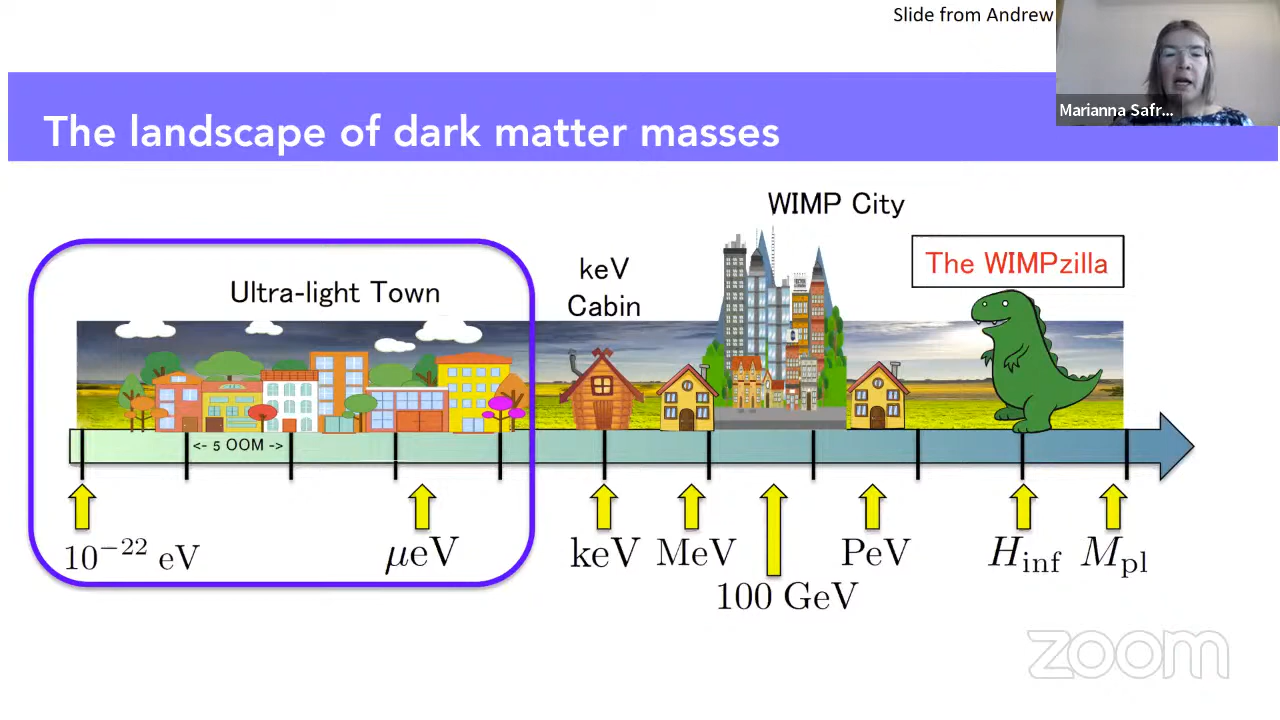 Slide from Andrew
Marianna Safr...
The landscape of dark matter masses
WIMP City
The WIMPzilla
keV
Cabin
Ultra-light Town
<- 5 OOM ->
10⁻²² eV
μeV
keV
MeV
100 GeV
PeV
H_inf
M_pl
zoom